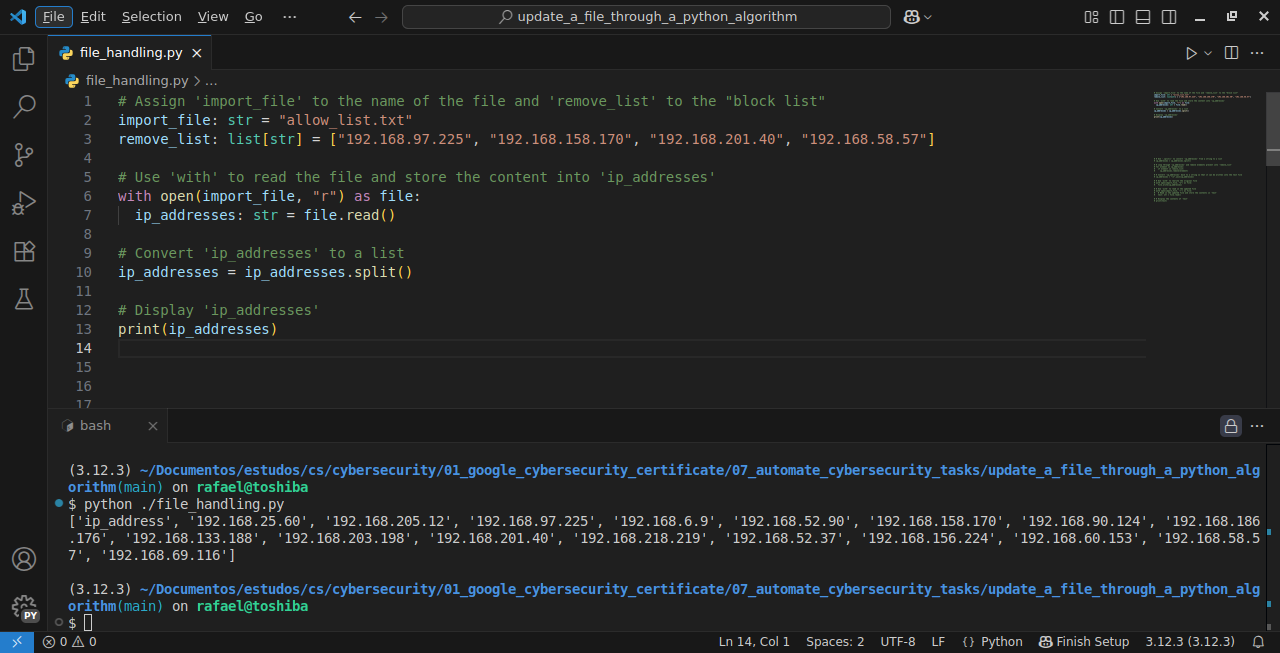 File Edit Selection View Go ··· update_a_file_through_a_python_algorithm
file_handling.py
file_handling.py > ...
1 # Assign 'import_file' to the name of the file and 'remove_list' to the "block list"
2 import_file: str = "allow_list.txt"
3 remove_list: list[str] = ["192.168.97.225", "192.168.158.170", "192.168.201.40", "192.168.58.57"]
4
5 # Use 'with' to read the file and store the content into 'ip_addresses'
6 with open(import_file, "r") as file:
7   ip_addresses: str = file.read()
8
9 # Convert 'ip_addresses' to a list
10 ip_addresses = ip_addresses.split()
11
12 # Display 'ip_addresses'
13 print(ip_addresses)
14
15
16
17
bash
(3.12.3) ~/Documentos/estudos/cs/cybersecurity/01_google_cybersecurity_certificate/07_automate_cybersecurity_tasks/update_a_file_through_a_python_alg
orithm(main) on rafael@toshiba
$ python ./file_handling.py
['ip_address', '192.168.25.60', '192.168.205.12', '192.168.97.225', '192.168.6.9', '192.168.52.90', '192.168.158.170', '192.168.90.124', '192.168.186
.176', '192.168.133.188', '192.168.203.198', '192.168.201.40', '192.168.218.219', '192.168.52.37', '192.168.156.224', '192.168.60.153', '192.168.58.5
7', '192.168.69.116']
(3.12.3) ~/Documentos/estudos/cs/cybersecurity/01_google_cybersecurity_certificate/07_automate_cybersecurity_tasks/update_a_file_through_a_python_alg
orithm(main) on rafael@toshiba
$
PY
0 0 Ln 14, Col 1 Spaces: 2 UTF-8 LF {} Python Finish Setup 3.12.3 (3.12.3)